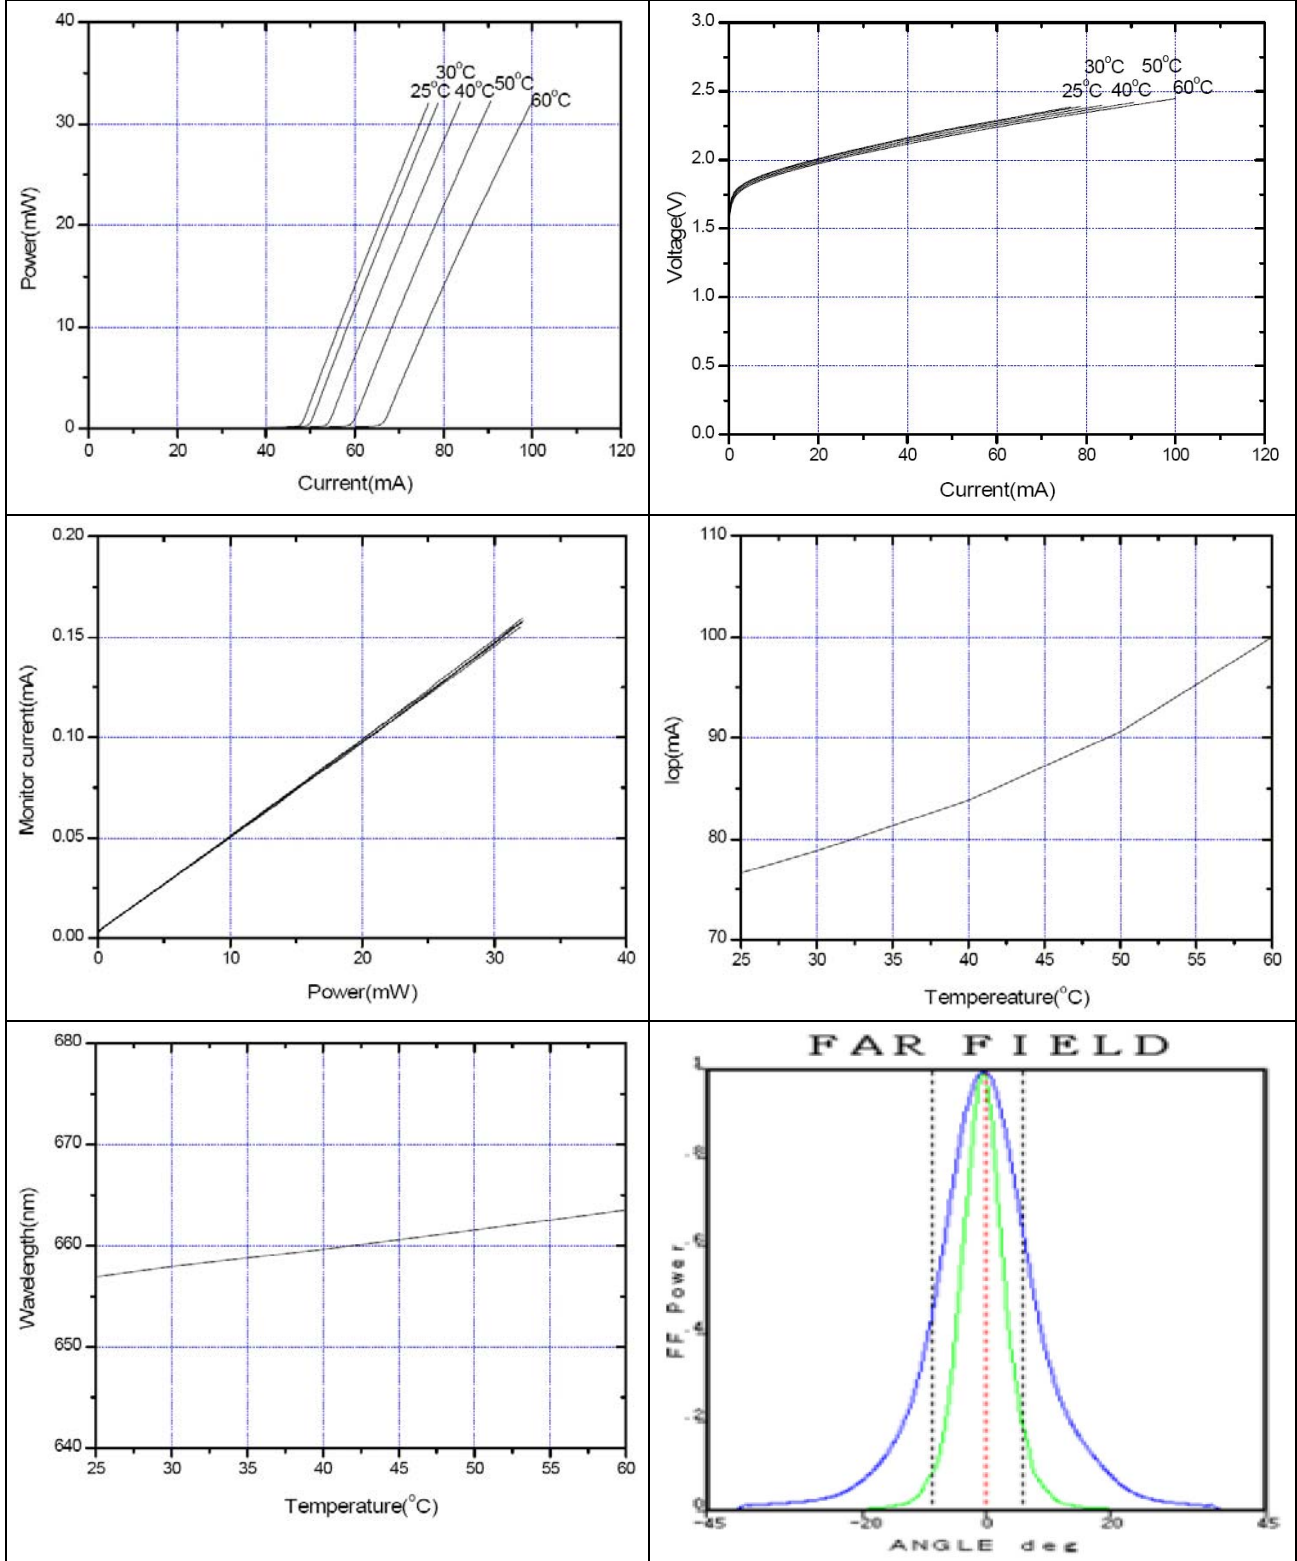 40
30
20
10
0
0 20 40 60 80 100 120
Power(mW)
Current(mA)
30°C
25°C 40°C 50°C
60°C
3.0
2.5
2.0
1.5
1.0
0.5
0.0
0 20 40 60 80 100 120
Voltage(V)
Current(mA)
30°C 50°C
25°C 40°C 60°C
0.20
0.15
0.10
0.05
0.00
0 10 20 30 40
Monitor current(mA)
Power(mW)
110
100
90
80
70
25 30 35 40 45 50 55 60
Iop(mA)
Tempereature(°C)
680
670
660
650
640
25 30 35 40 45 50 55 60
Wavelength(nm)
Temperature(°C)
FAR FIELD
1
.8
.6
.4
.2
0
-45 -20 0 20 45
FF Power
ANGLE deg